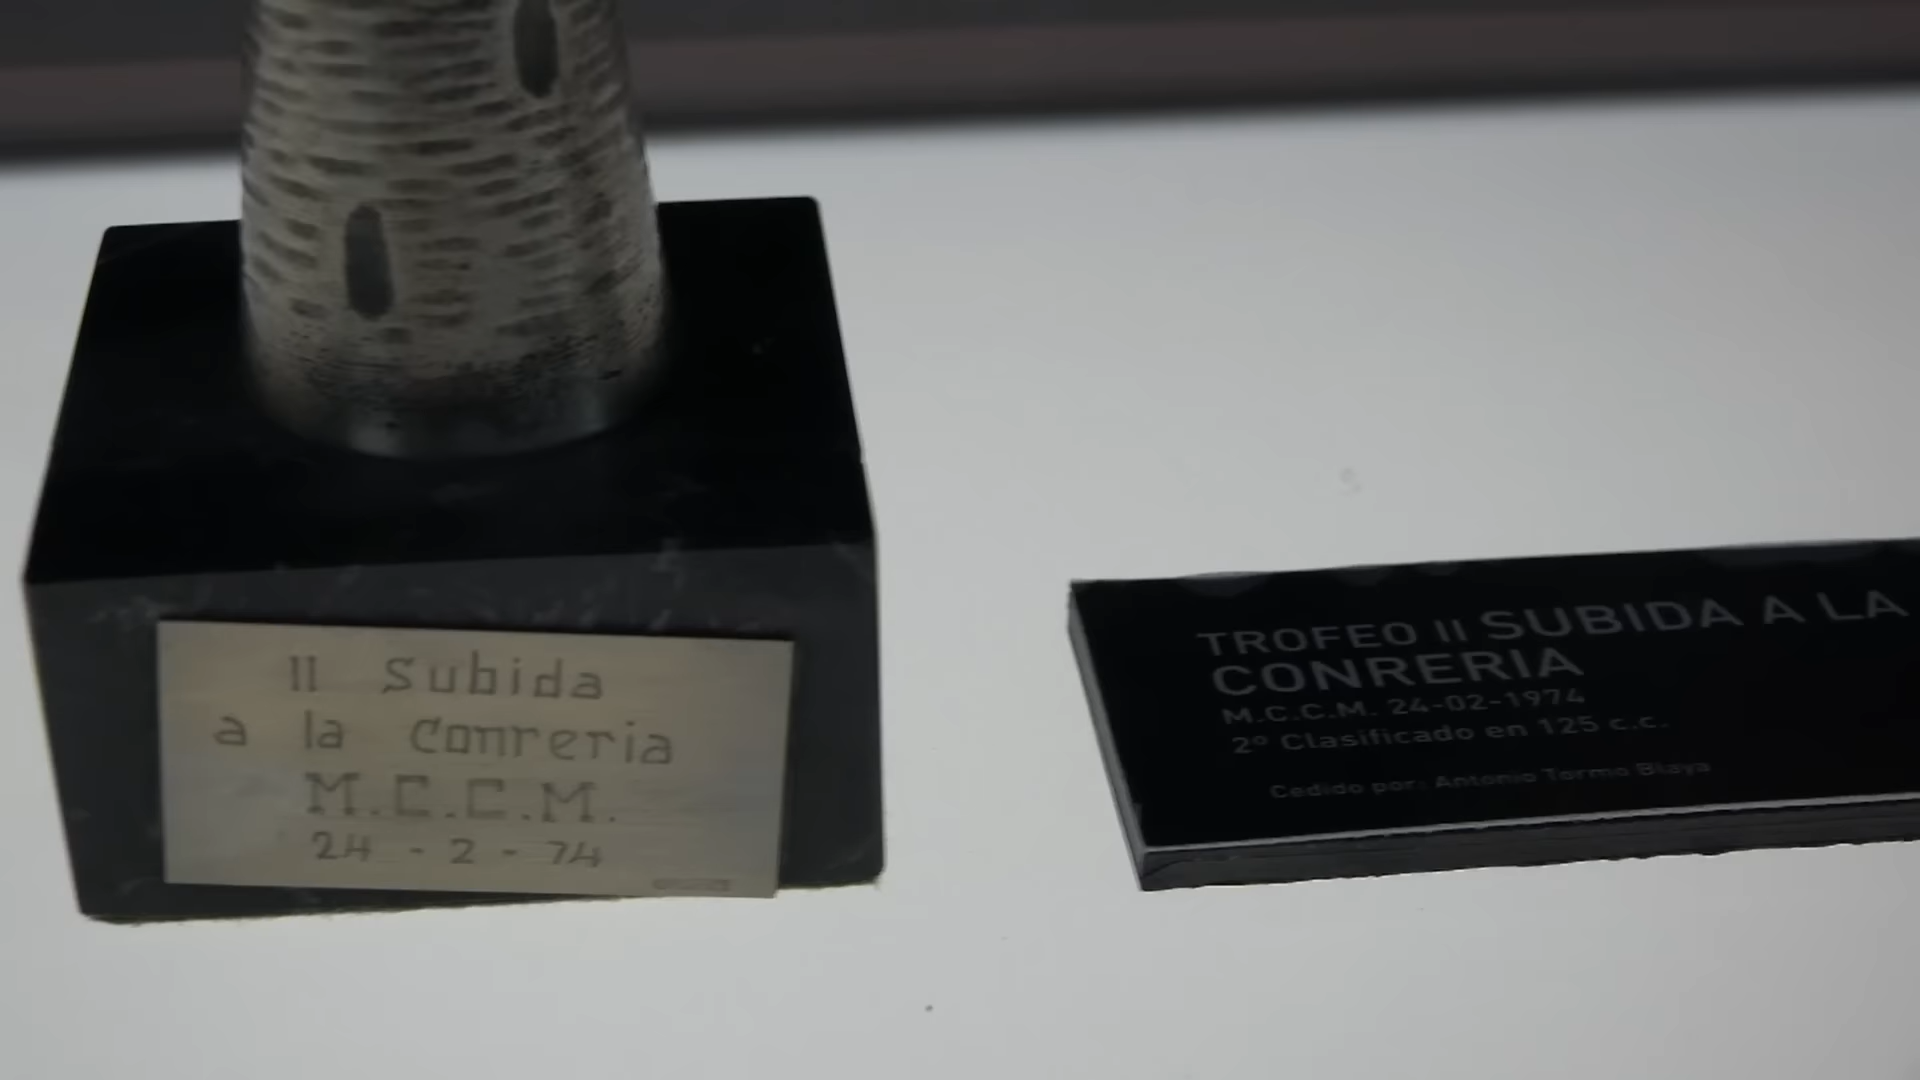 II Subida
a la Conreria
M.C.C.M.
24 - 2 - 74
TROFEO II SUBIDA A LA
CONRERIA
M.C.C.M. 24-02-1974
2º Clasificado en 125 c.c.
Cedido por: Antonio Tormo Blaya